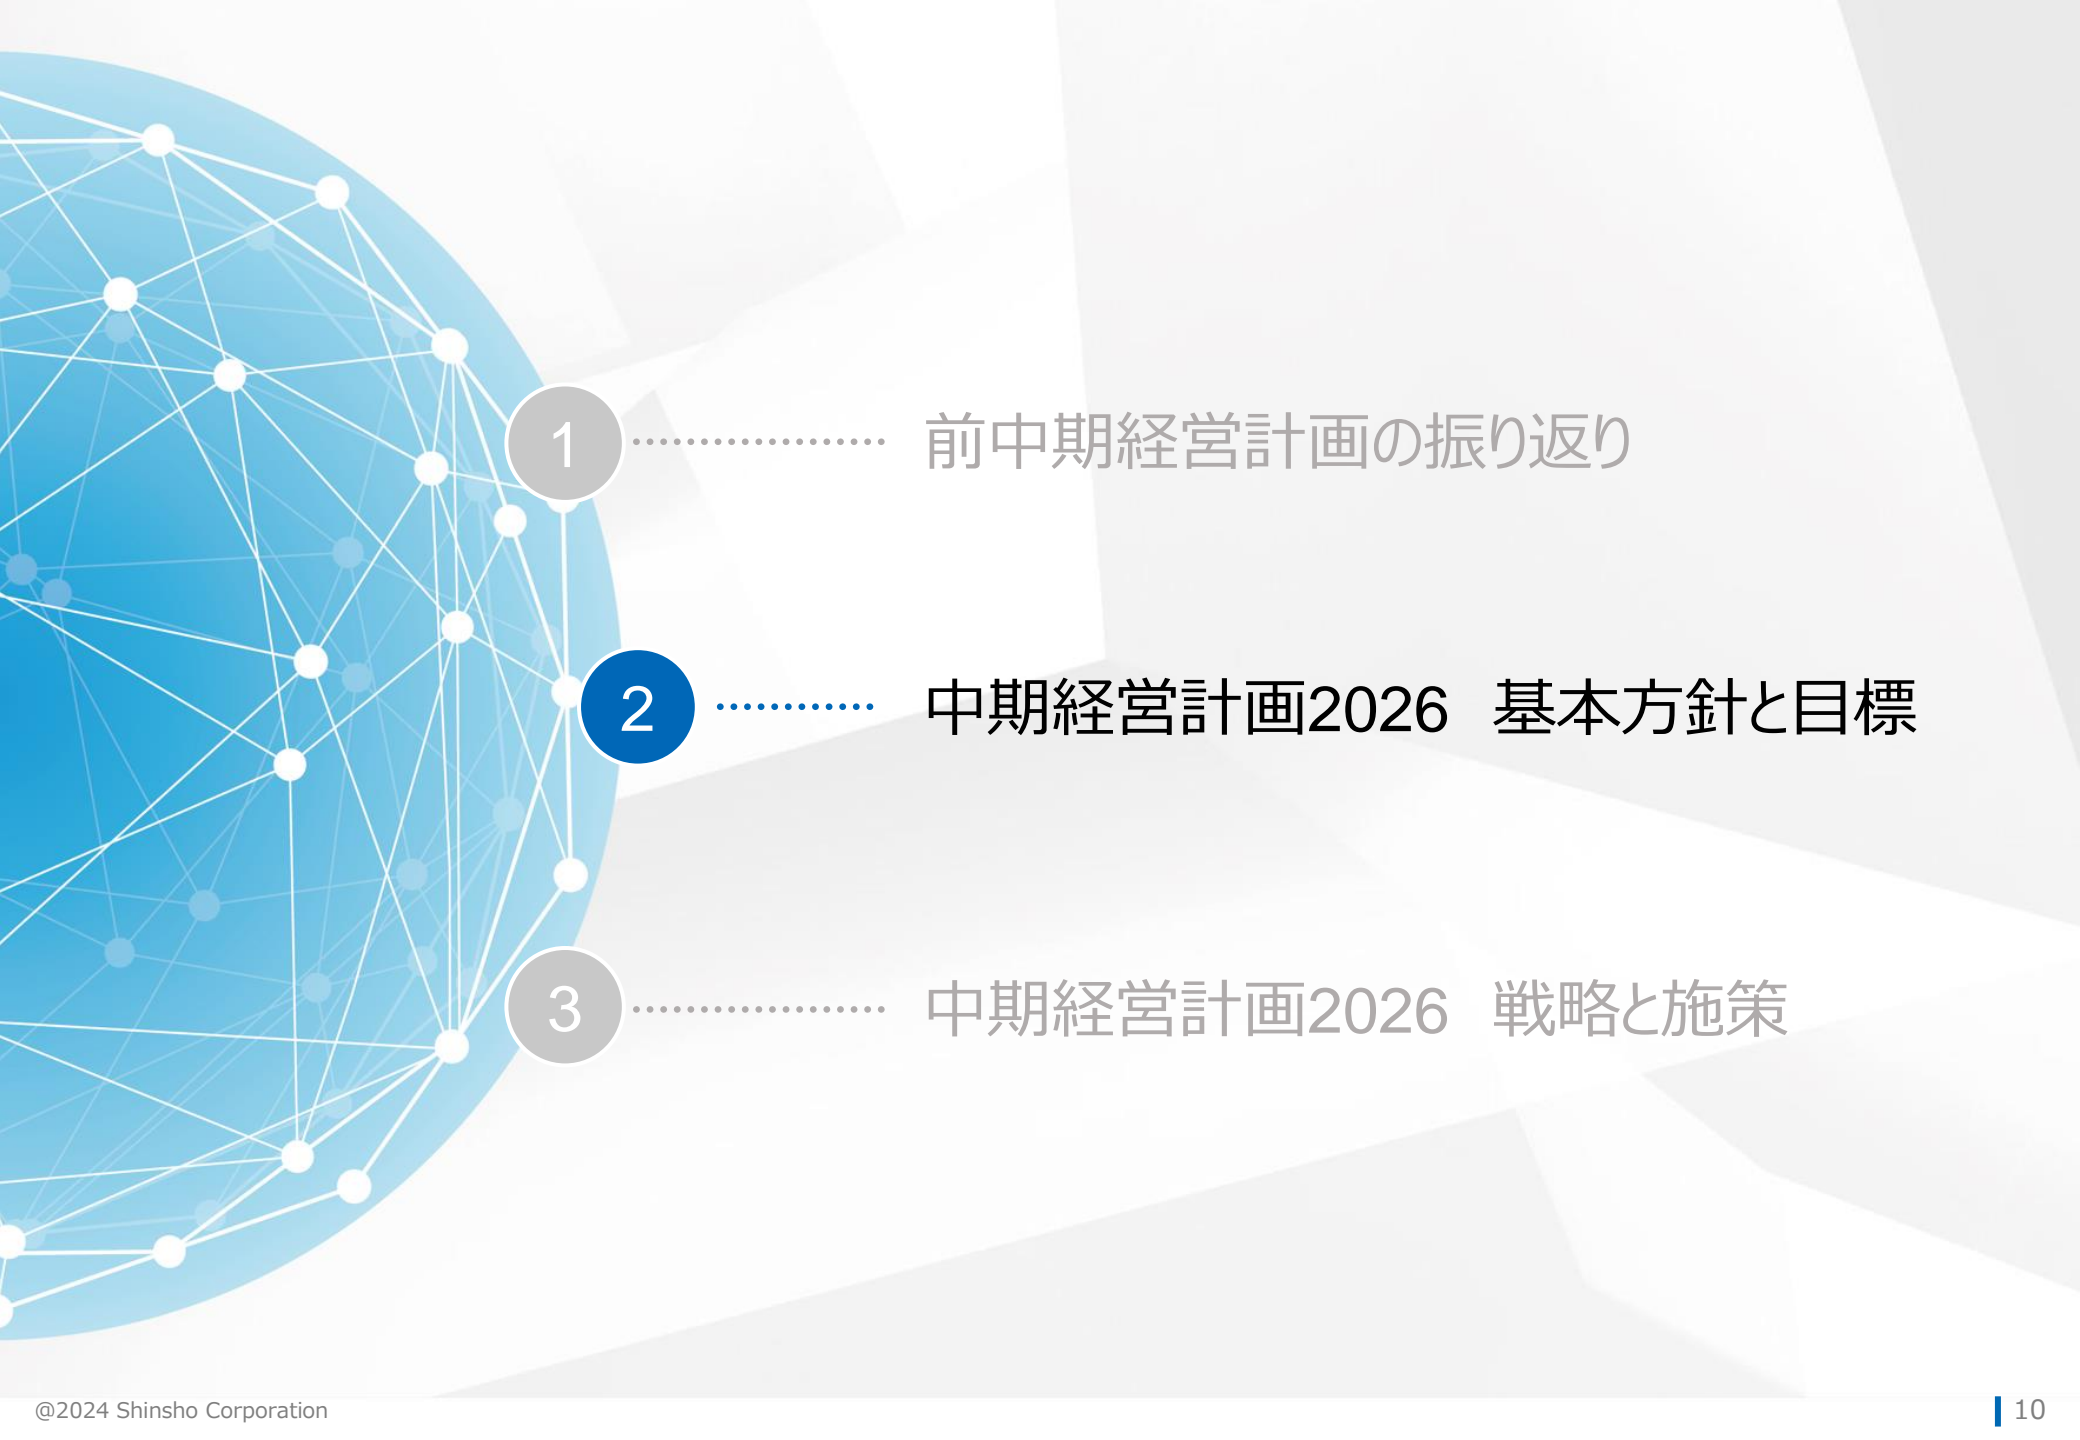 1 前中期経営計画の振り返り
2 中期経営計画2026　基本方針と目標
3 中期経営計画2026　戦略と施策
@2024 Shinsho Corporation
10